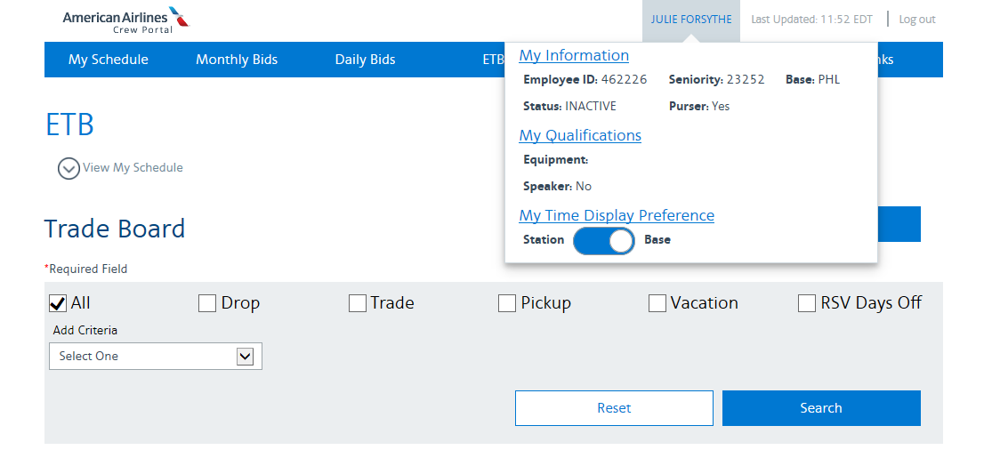 American Airlines
Crew Portal
JULIE FORSYTHE Last Updated: 11:52 EDT Log out
My Schedule Monthly Bids Daily Bids ETB nks
My Information
Employee ID: 462226 Seniority: 23252 Base: PHL
Status: INACTIVE Purser: Yes
ETB
My Qualifications
Equipment:
View My Schedule
Speaker: No
My Time Display Preference
Station Base
Trade Board
*Required Field
All Drop Trade Pickup Vacation RSV Days Off
Add Criteria
Select One
Reset Search